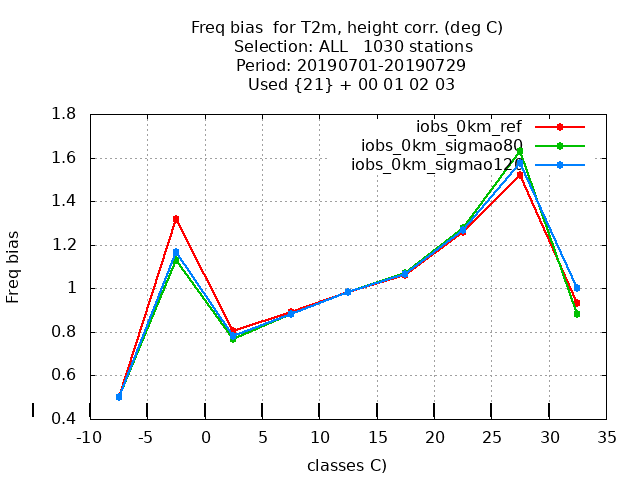 Freq bias  for T2m, height corr. (deg C)
Selection: ALL   1030 stations
Period: 20190701-20190729
Used {21} + 00 01 02 03
iobs_0km_ref
iobs_0km_sigmao80
iobs_0km_sigmao120
Freq bias
1.8
1.6
1.4
1.2
1
0.8
0.6
0.4
-10 -5 0 5 10 15 20 25 30 35
classes C)